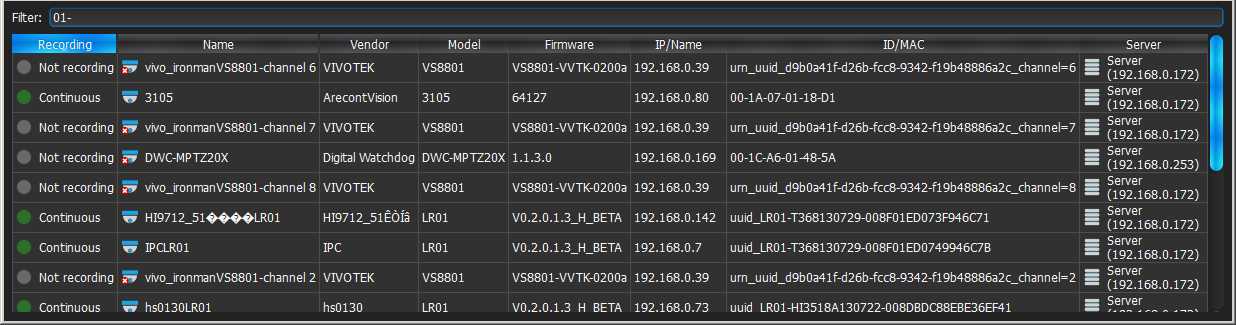 Filter: 01-
Recording Name Vendor Model Firmware IP/Name ID/MAC Server
Not recording vivo_ironmanVS8801-channel 6 VIVOTEK VS8801 VS8801-VVTK-0200a 192.168.0.39 urn_uuid_d9b0a41f-d26b-fcc8-9342-f19b48886a2c_channel=6 Server
(192.168.0.172)
Continuous 3105 ArecontVision 3105 64127 192.168.0.80 00-1A-07-01-18-D1 Server
(192.168.0.172)
Not recording vivo_ironmanVS8801-channel 7 VIVOTEK VS8801 VS8801-VVTK-0200a 192.168.0.39 urn_uuid_d9b0a41f-d26b-fcc8-9342-f19b48886a2c_channel=7 Server
(192.168.0.172)
Not recording DWC-MPTZ20X Digital Watchdog DWC-MPTZ20X 1.1.3.0 192.168.0.169 00-1C-A6-01-48-5A Server
(192.168.0.253)
Not recording vivo_ironmanVS8801-channel 8 VIVOTEK VS8801 VS8801-VVTK-0200a 192.168.0.39 urn_uuid_d9b0a41f-d26b-fcc8-9342-f19b48886a2c_channel=8 Server
(192.168.0.172)
Continuous HI9712_51����LR01 HI9712_51ÊÓÍâ LR01 V0.2.0.1.3_H_BETA 192.168.0.142 uuid_LR01-T368130729-008F01ED073F946C71 Server
(192.168.0.172)
Continuous IPCLR01 IPC LR01 V0.2.0.1.3_H_BETA 192.168.0.7 uuid_LR01-T368130729-008F01ED0749946C7B Server
(192.168.0.172)
Not recording vivo_ironmanVS8801-channel 2 VIVOTEK VS8801 VS8801-VVTK-0200a 192.168.0.39 urn_uuid_d9b0a41f-d26b-fcc8-9342-f19b48886a2c_channel=2 Server
(192.168.0.172)
Continuous hs0130LR01 hs0130 LR01 V0.2.0.1.3_H_BETA 192.168.0.73 uuid_LR01-HI3518A130722-008DBDC88EBE36EF41 Server